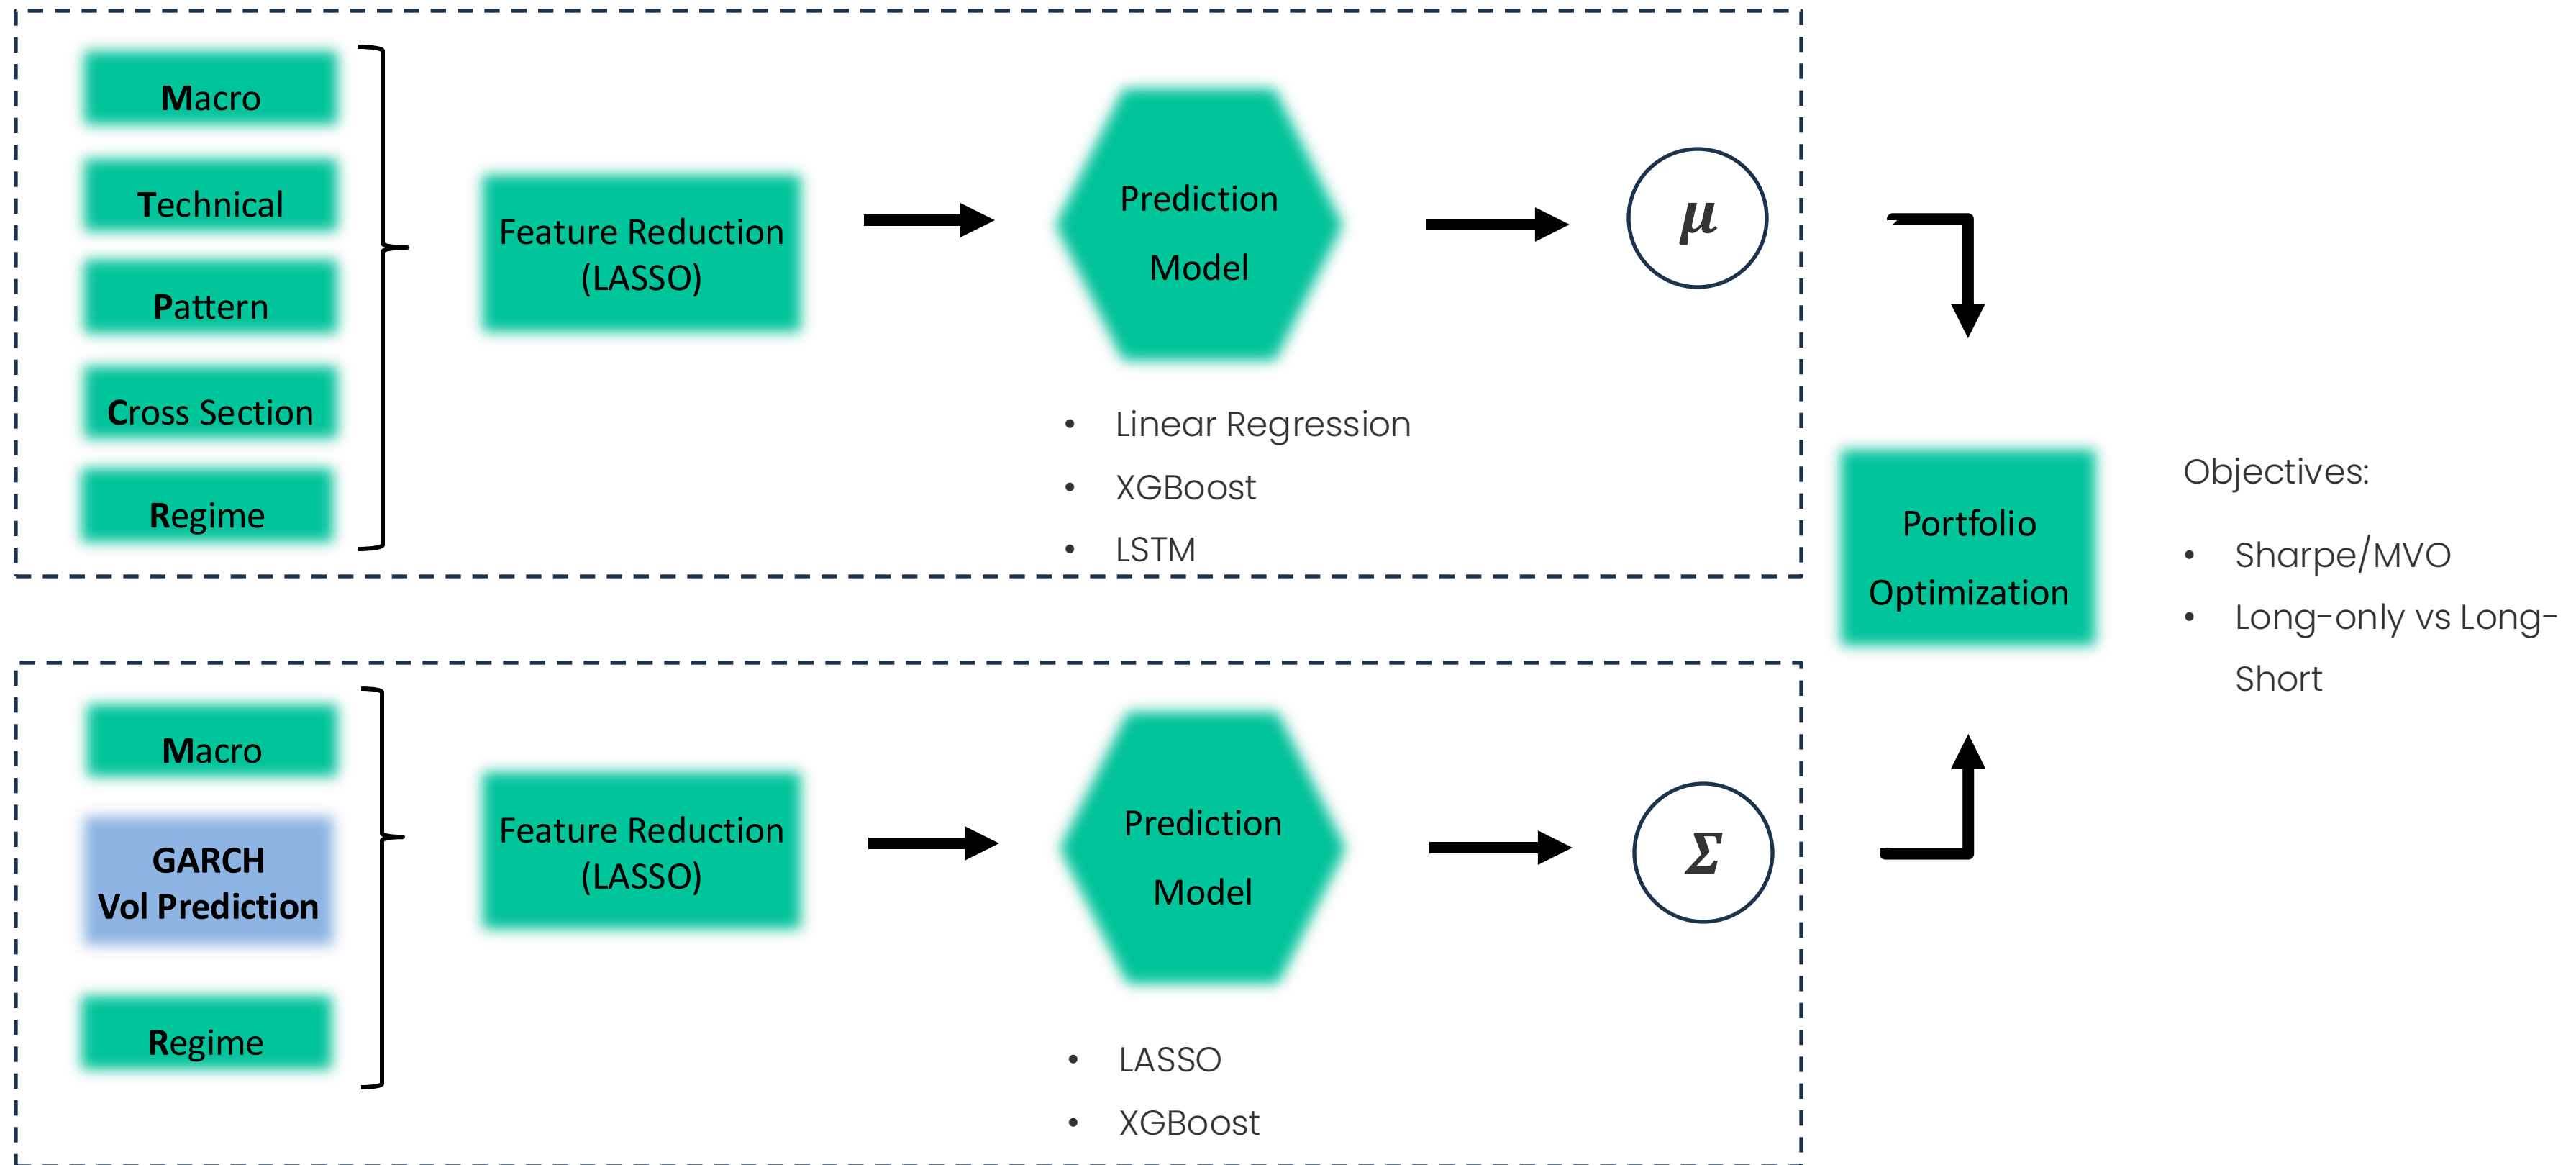 Macro
Technical
Pattern
Cross Section
Regime
Feature Reduction
(LASSO)
Prediction
Model
• Linear Regression
• XGBoost
• LSTM
μ
Macro
GARCH
Vol Prediction
Regime
Feature Reduction
(LASSO)
Prediction
Model
• LASSO
• XGBoost
Σ
Portfolio
Optimization
Objectives:
• Sharpe/MVO
• Long-only vs Long-
Short